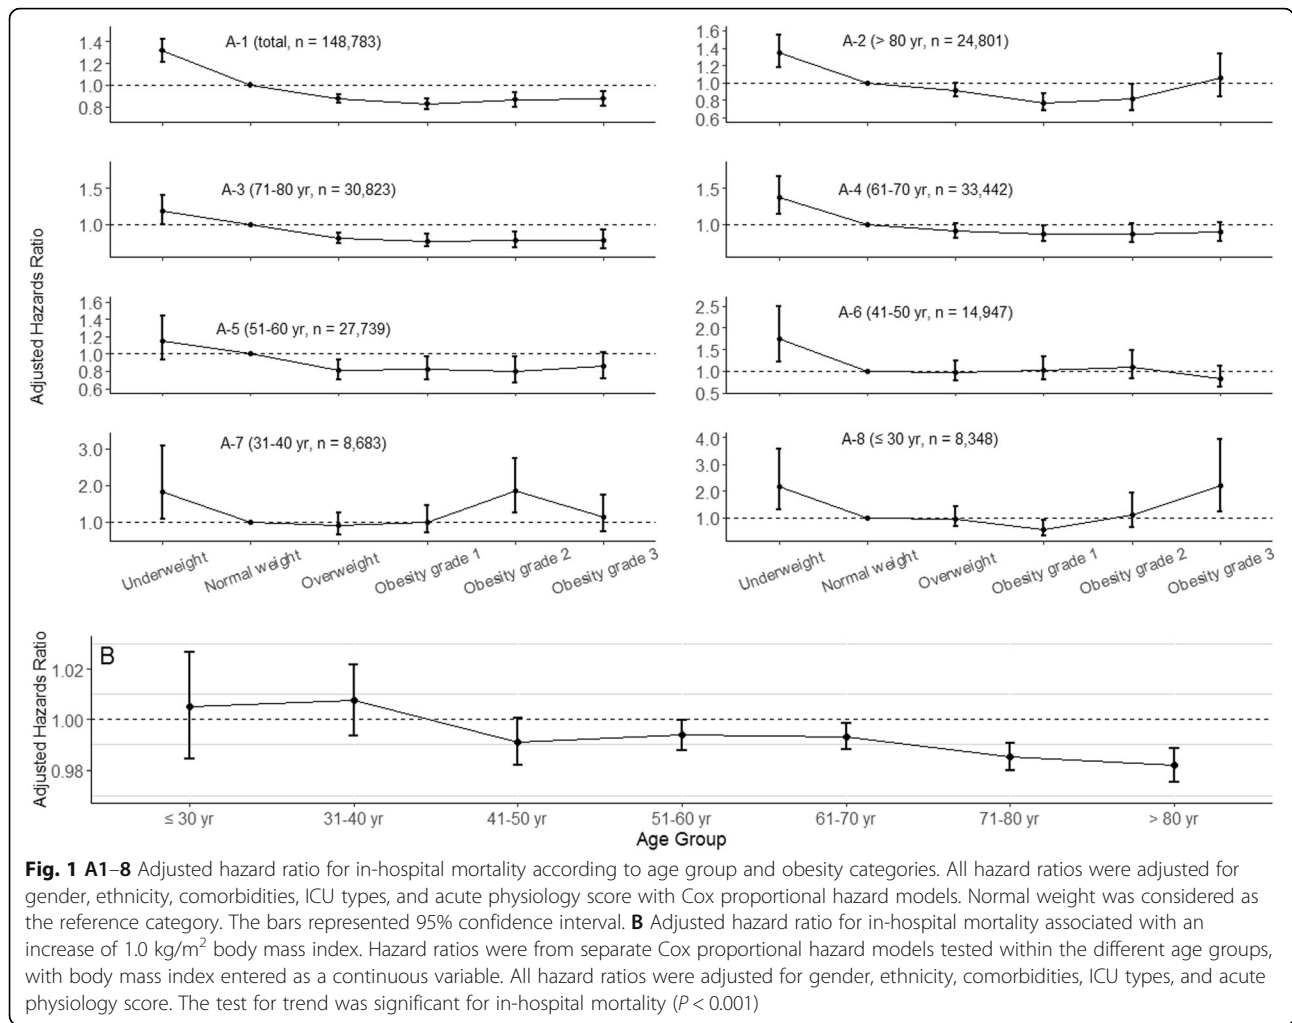 A-1 (total, n = 148,783)
1.4
1.2
1.0
0.8
A-2 (> 80 yr, n = 24,801)
1.6
1.4
1.2
1.0
0.8
0.6
A-3 (71-80 yr, n = 30,823)
1.5
1.0
A-4 (61-70 yr, n = 33,442)
1.5
1.0
Adjusted Hazards Ratio
A-5 (51-60 yr, n = 27,739)
1.6
1.4
1.2
1.0
0.8
0.6
A-6 (41-50 yr, n = 14,947)
2.5
2.0
1.5
1.0
0.5
A-7 (31-40 yr, n = 8,683)
3.0
2.0
1.0
A-8 (≤ 30 yr, n = 8,348)
4.0
3.0
2.0
1.0
Underweight
Normal weight
Overweight
Obesity grade 1
Obesity grade 2
Obesity grade 3
Underweight
Normal weight
Overweight
Obesity grade 1
Obesity grade 2
Obesity grade 3
B
Adjusted Hazards Ratio
1.02
1.00
0.98
≤ 30 yr
31-40 yr
41-50 yr
51-60 yr
61-70 yr
71-80 yr
> 80 yr
Age Group
Fig. 1 A1–8 Adjusted hazard ratio for in-hospital mortality according to age group and obesity categories. All hazard ratios were adjusted for
gender, ethnicity, comorbidities, ICU types, and acute physiology score with Cox proportional hazard models. Normal weight was considered as
the reference category. The bars represented 95% confidence interval. B Adjusted hazard ratio for in-hospital mortality associated with an
increase of 1.0 kg/m² body mass index. Hazard ratios were from separate Cox proportional hazard models tested within the different age groups,
with body mass index entered as a continuous variable. All hazard ratios were adjusted for gender, ethnicity, comorbidities, ICU types, and acute
physiology score. The test for trend was significant for in-hospital mortality (P < 0.001)